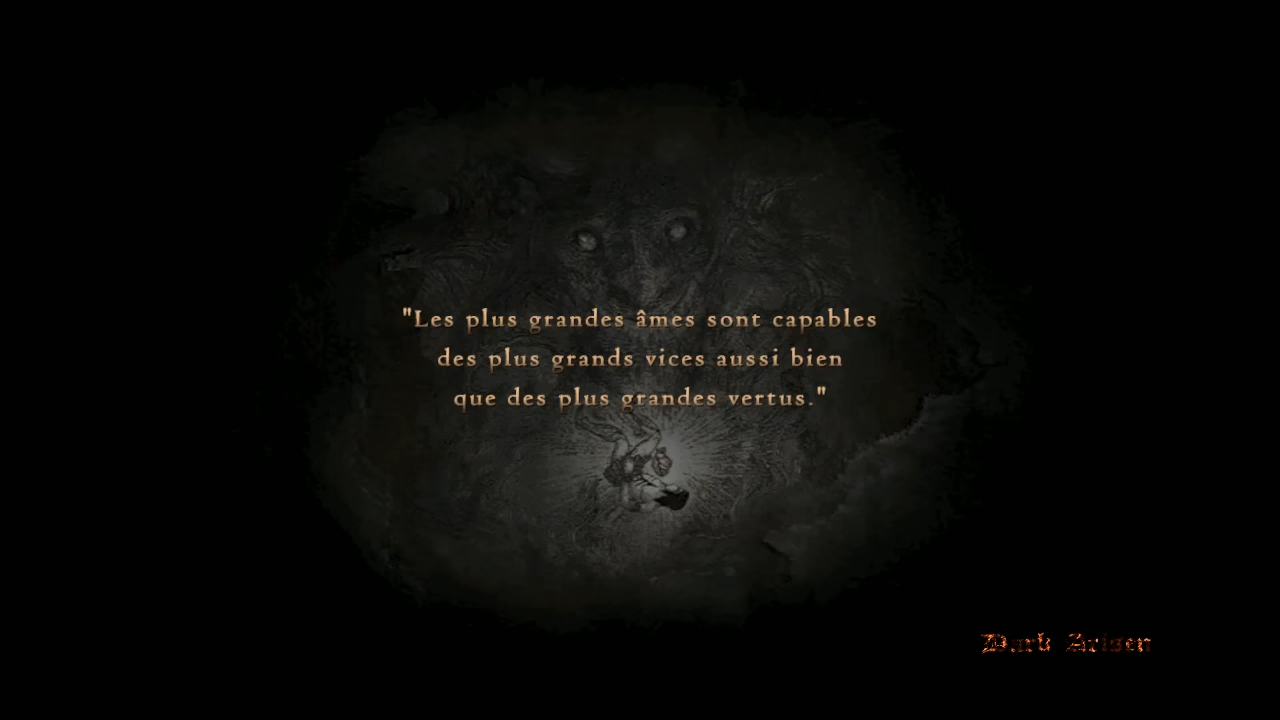 "Les plus grandes âmes sont capables
des plus grands vices aussi bien
que des plus grandes vertus."
Dark Arisen